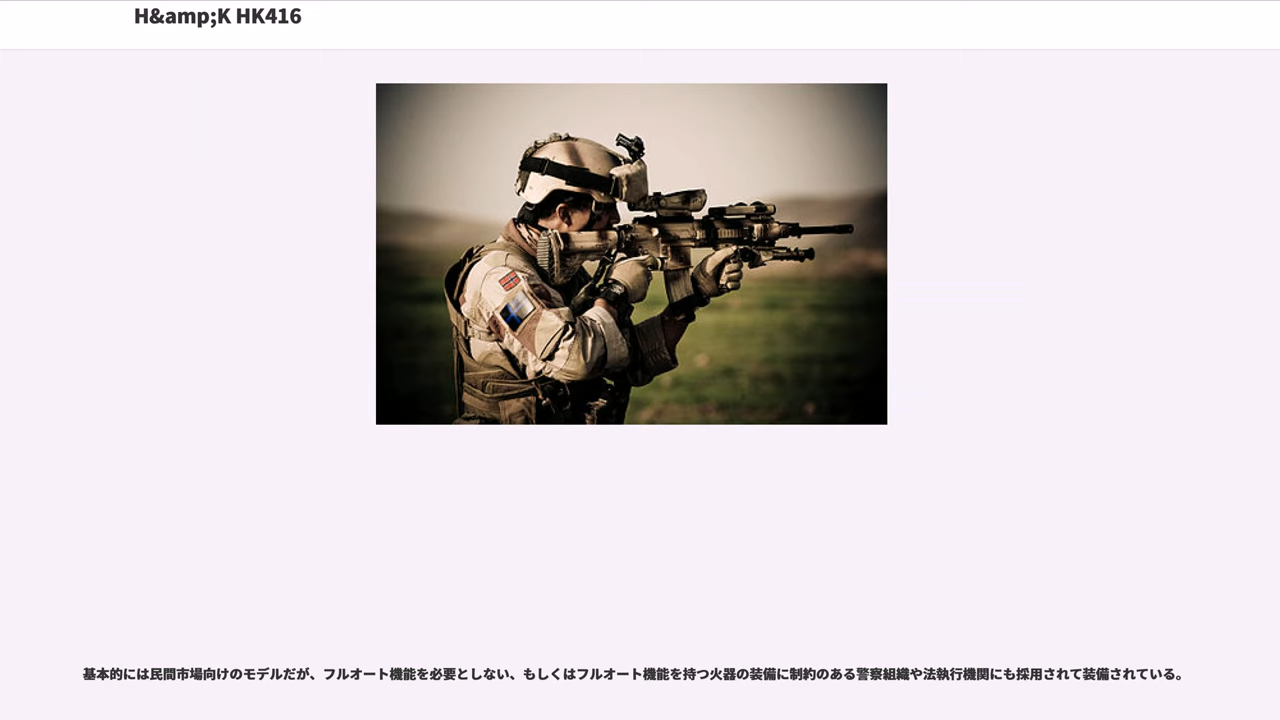 H&amp;K HK416
基本的には民間市場向けのモデルだが、フルオート機能を必要としない、もしくはフルオート機能を持つ火器の装備に制約のある警察組織や法執行機関にも採用されて装備されている。